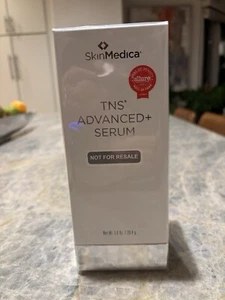 SkinMedica®
TNS®
ADVANCED+
SERUM
NOT FOR RESALE